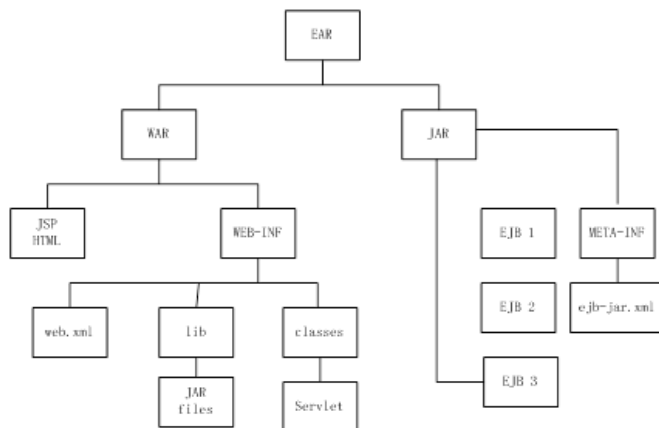 EAR
WAR
JAR
JSP
HTML
WEB-INF
EJB 1
META-INF
web.xml
lib
classes
EJB 2
ejb-jar.xml
JAR
files
Servlet
EJB 3